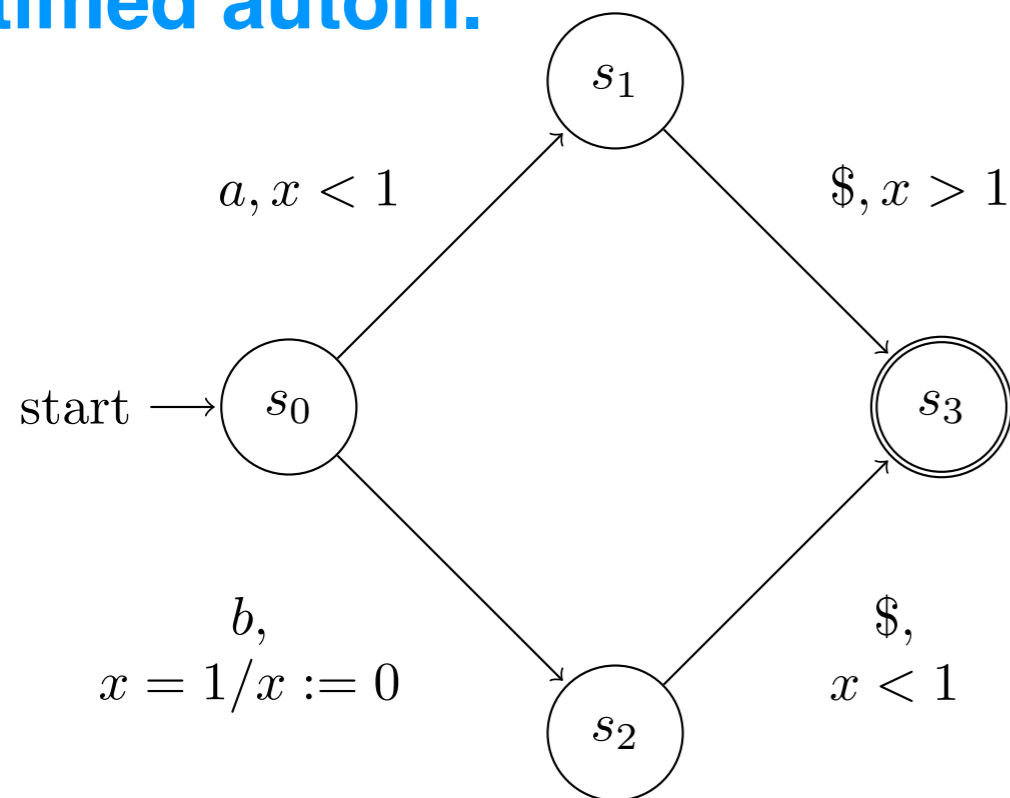 timed autom.
s₁
a, x < 1
$, x > 1
start
s₀
s₃
b,
x = 1/x := 0
$,
x < 1
s₂